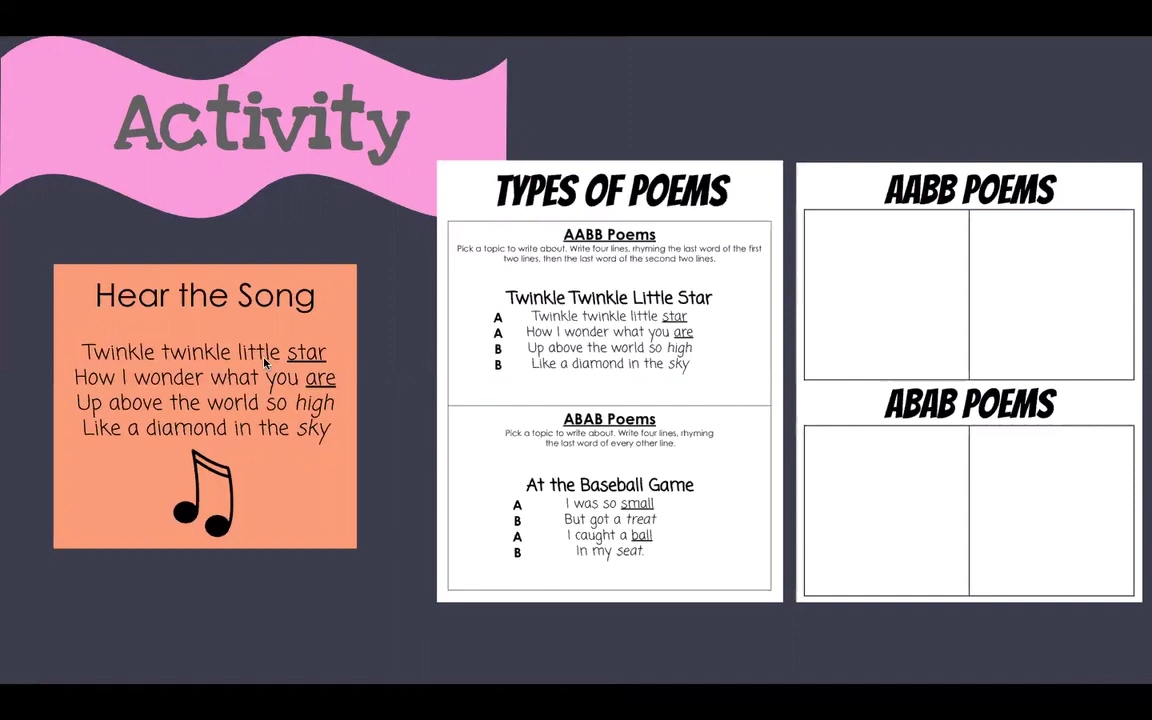 Activity
Hear the Song
Twinkle twinkle little star
How I wonder what you are
Up above the world so high
Like a diamond in the sky
TYPES OF POEMS
AABB Poems
Pick a topic to write about. Write four lines, rhyming the last word of the first
two lines, then the last word of the second two lines.
Twinkle Twinkle Little Star
A Twinkle twinkle little star
A How I wonder what you are
B Up above the world so high
B Like a diamond in the sky
ABAB Poems
Pick a topic to write about. Write four lines, rhyming
the last word of every other line.
At the Baseball Game
A I was so small
B But got a treat
A I caught a ball
B In my seat.
AABB POEMS
ABAB POEMS